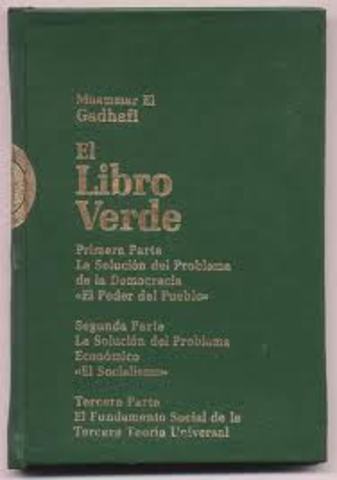 Muammar El
Gadhefi
El
Libro
Verde
Primera Parte
La Solución del Problema
de la Democracia
«El Poder del Pueblo»
Segunda Parte
La Solución del Problema
Económico
«El Socialismo»
Tercera Parte
El Fundamento Social de la
Tercera Teoría Universal